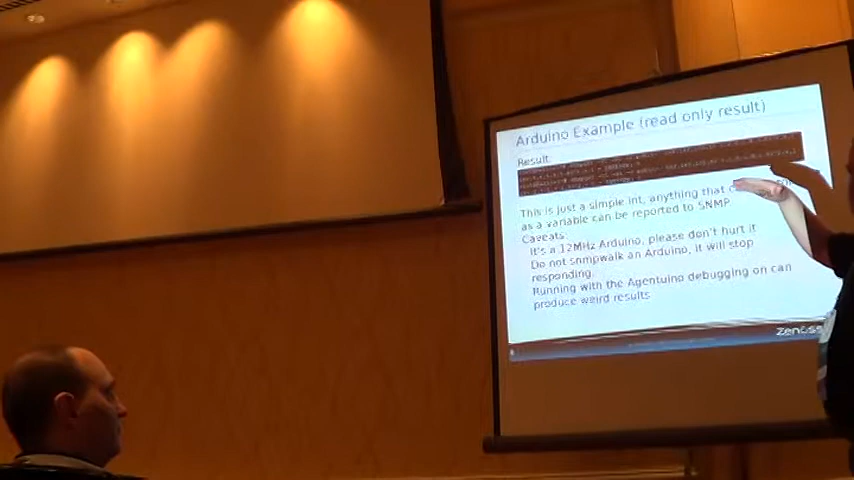 Arduino Example (read only result)
Result:
This is just a simple int, anything that
as a variable can be reported to SNMP
Caveats:
It's a 12MHz Arduino, please don't hurt it
Do not snmpwalk an Arduino, it will stop
responding.
Running with the Agentuino debugging on can
produce weird results
zenoss